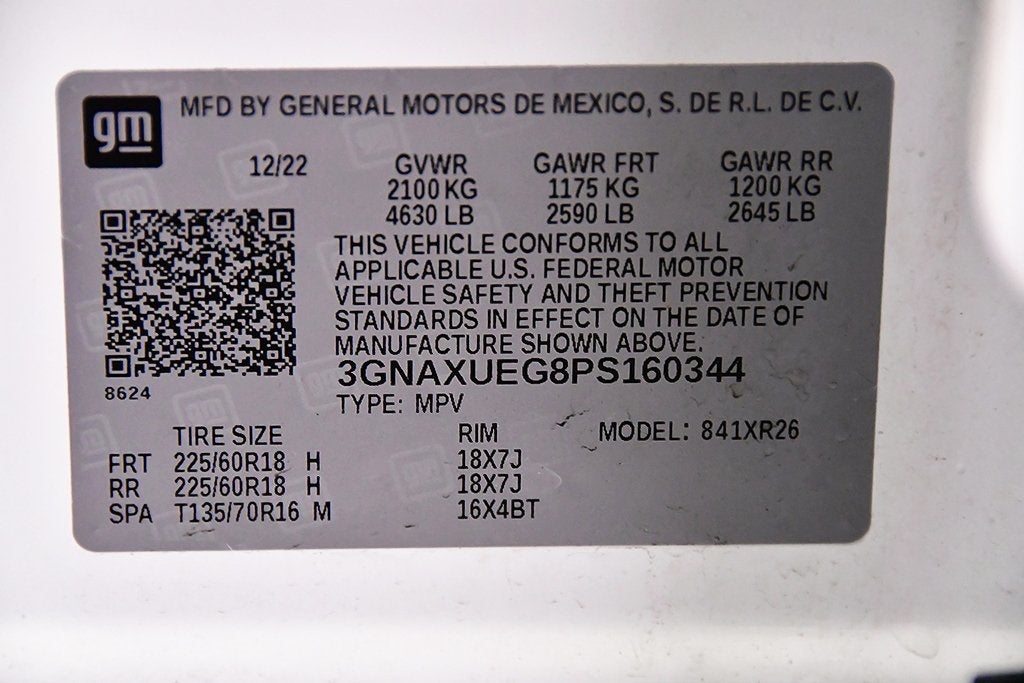 gm
MFD BY GENERAL MOTORS DE MEXICO, S. DE R.L. DE C.V.
12/22 GVWR GAWR FRT GAWR RR
2100 KG 1175 KG 1200 KG
4630 LB 2590 LB 2645 LB
THIS VEHICLE CONFORMS TO ALL
APPLICABLE U.S. FEDERAL MOTOR
VEHICLE SAFETY AND THEFT PREVENTION
STANDARDS IN EFFECT ON THE DATE OF
MANUFACTURE SHOWN ABOVE.
3GNAXUEG8PS160344
8624
TYPE: MPV
TIRE SIZE RIM MODEL: 841XR26
FRT 225/60R18 H 18X7J
RR 225/60R18 H 18X7J
SPA T135/70R16 M 16X4BT